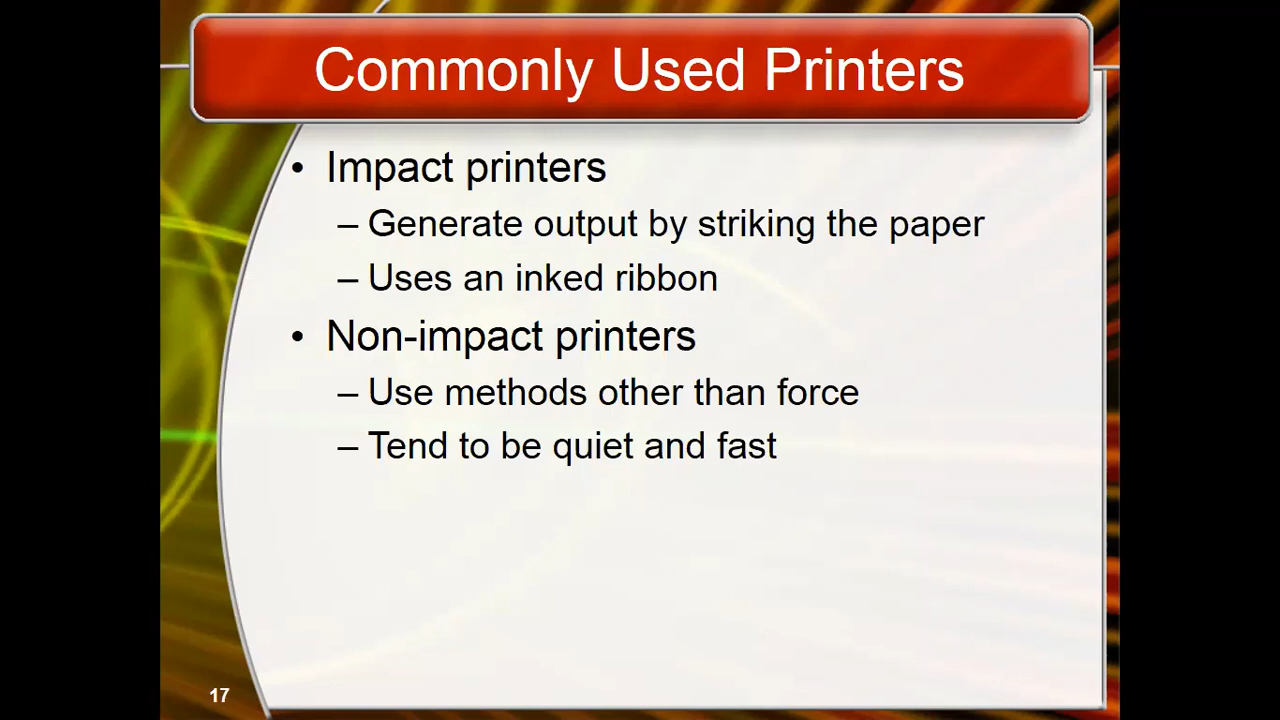 Commonly Used Printers
• Impact printers
– Generate output by striking the paper
– Uses an inked ribbon
• Non-impact printers
– Use methods other than force
– Tend to be quiet and fast
17